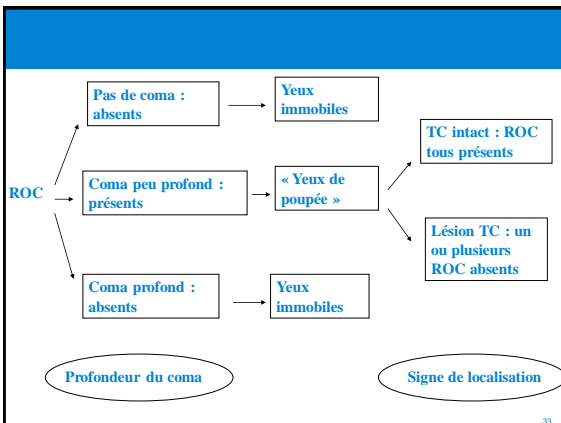 Pas de coma :
absents
Yeux
immobiles
TC intact : ROC
tous présents
ROC
Coma peu profond :
présents
« Yeux de
poupée »
Lésion TC : un
ou plusieurs
ROC absents
Coma profond :
absents
Yeux
immobiles
Profondeur du coma
Signe de localisation
33